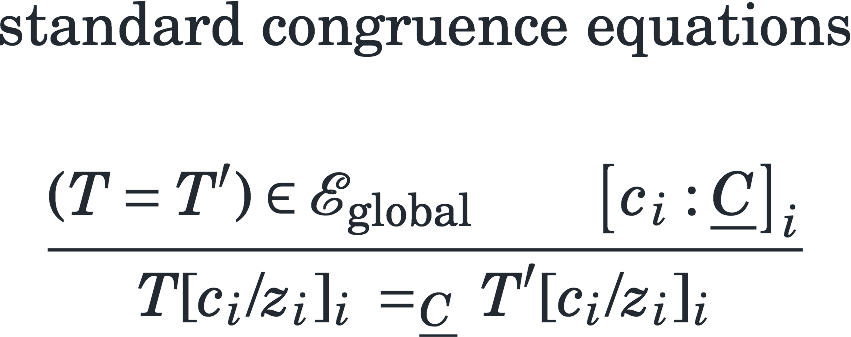 standard congruence equations
(T = T′) ∈ ℰ_global [c_i : C̲]_i
T[c_i/z_i]_i =_C̲ T′[c_i/z_i]_i